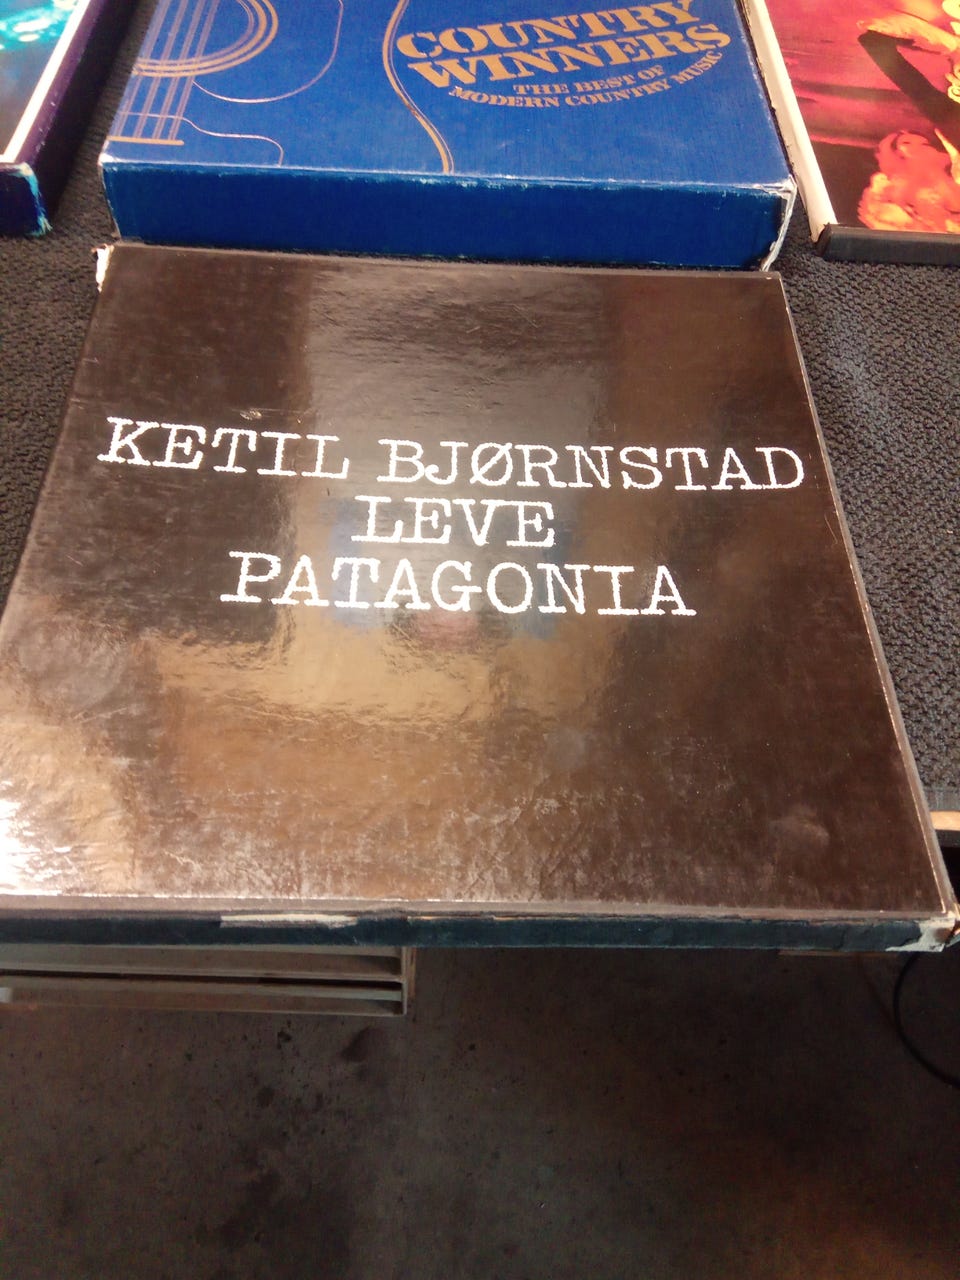 COUNTRY
WINNERS
THE BEST OF
MODERN COUNTRY MUSIC
KETIL BJØRNSTAD
LEVE
PATAGONIA